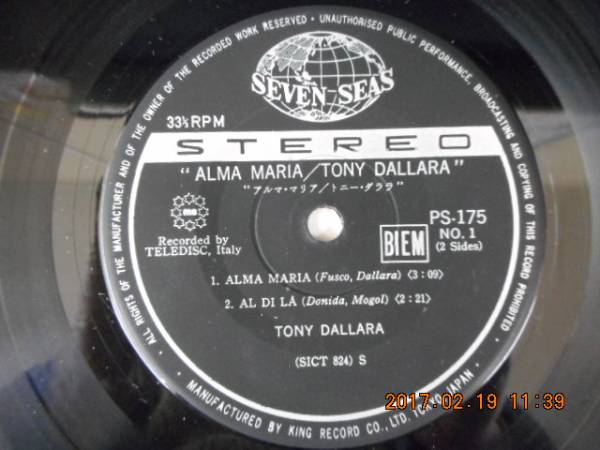 ALL RIGHTS OF THE MANUFACTURER AND OF THE OWNER OF THE RECORDED WORK RESERVED • UNAUTHORISED PUBLIC PERFORMANCE, BROADCASTING AND COPYING OF THIS RECORD PROHIBITED
SEVEN-SEAS
33⅓RPM
STEREO
"ALMA MARIA/TONY DALLARA"
"アルマ・マリア/トニー・ダララ"
Recorded by
TELEDISC, Italy
BIEM
PS-175
NO. 1
(2 Sides)
1. ALMA MARIA (Fusco, Dallara) (3:09)
2. AL DI LÀ (Donida, Mogol) (2:21)
TONY DALLARA
(SICT 824) S
• MANUFACTURED BY KING RECORD CO., LTD. TOKYO, JAPAN •
2017.02.19 11:39